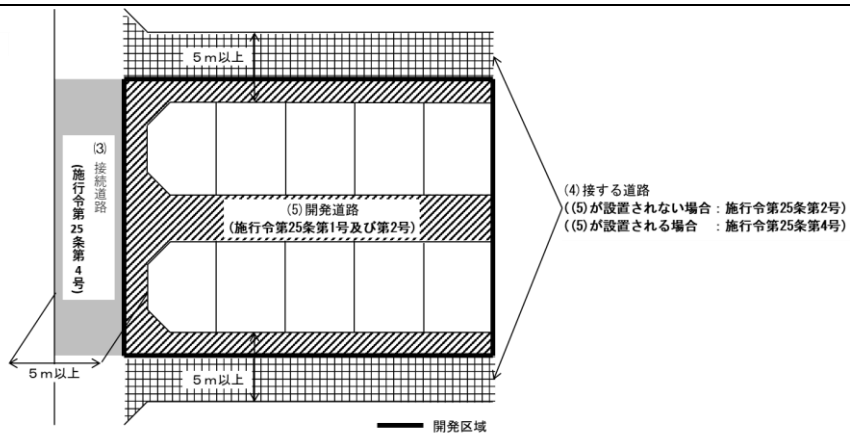 5m以上
(3)接続道路
(施行令第25条第4号)
(5)開発道路
(施行令第25条第1号及び第2号)
(4)接する道路
((5)が設置されない場合：施行令第25条第2号)
((5)が設置される場合　：施行令第25条第4号)
5m以上
5m以上
開発区域